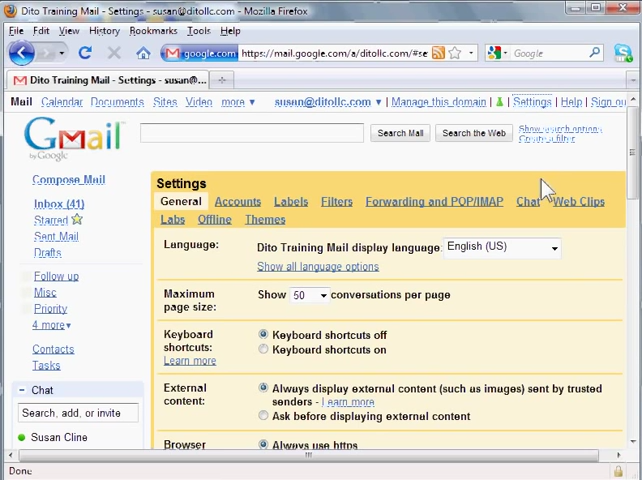 Dito Training Mail - Settings - susan@ditollc.com - Mozilla Firefox
File Edit View History Bookmarks Tools Help
google.com https://mail.google.com/a/ditollc.com/#se Google
Dito Training Mail - Settings - susan@...
Mail Calendar Documents Sites Video more ▾ susan@ditollc.com ▾ | Manage this domain | Settings | Help | Sign ou
Gmail
by Google
Search Mail Search the Web
Show search options
Create a filter
Compose Mail
Inbox (41)
Starred
Sent Mail
Drafts
Follow up
Misc
Priority
4 more▾
Contacts
Tasks
Chat
Search, add, or invite
Susan Cline
Settings
General Accounts Labels Filters Forwarding and POP/IMAP Chat Web Clips
Labs Offline Themes
Language: Dito Training Mail display language: English (US)
Show all language options
Maximum page size: Show 50 conversations per page
Keyboard shortcuts: Keyboard shortcuts off
Learn more Keyboard shortcuts on
External content: Always display external content (such as images) sent by trusted
senders - Learn more
Ask before displaying external content
Browser Always use https
Done